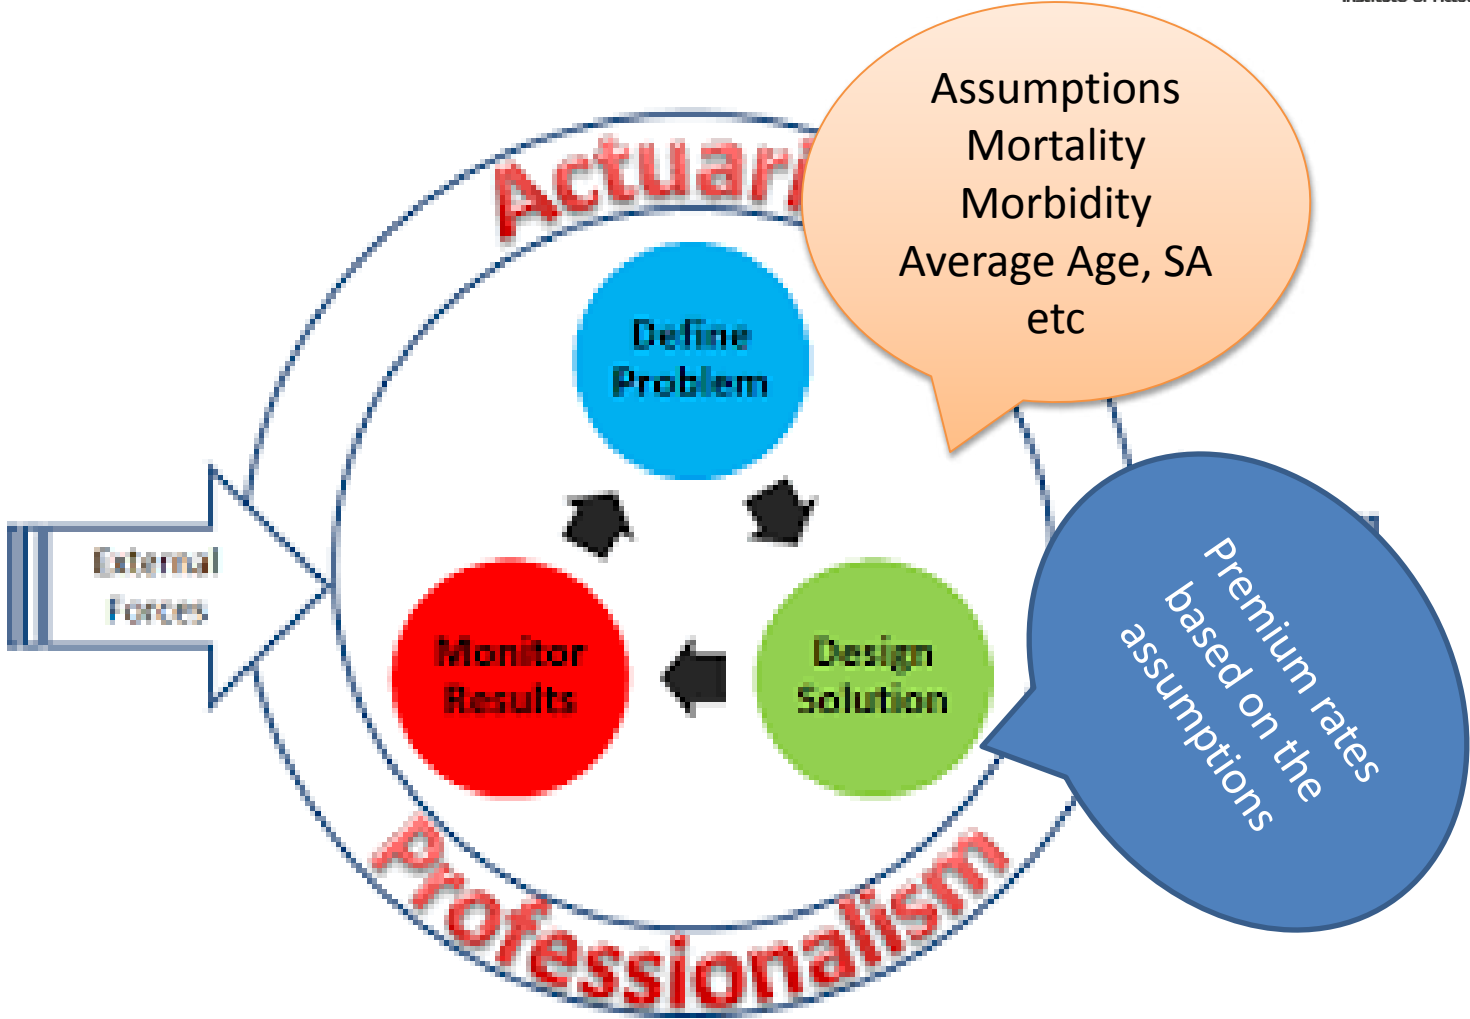 Assumptions
Mortality
Morbidity
Average Age, SA
etc
Define
Problem
External
Forces
Premium rates
based on the
assumptions
Monitor
Results
Design
Solution
Professionalism